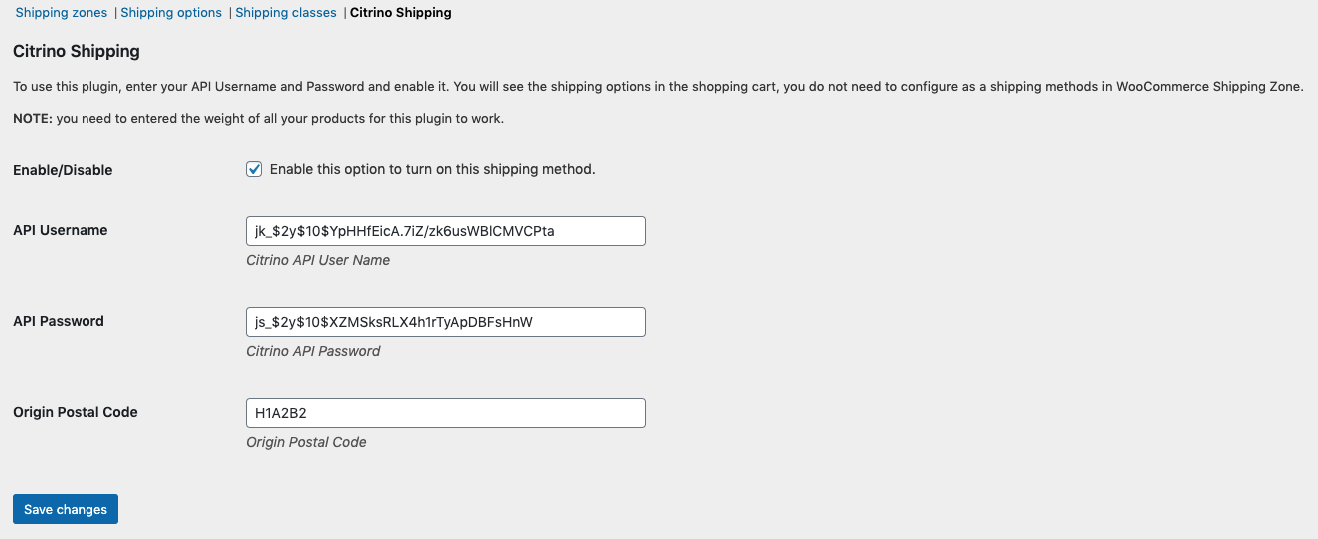 Shipping zones | Shipping options | Shipping classes | Citrino Shipping
Citrino Shipping
To use this plugin, enter your API Username and Password and enable it. You will see the shipping options in the shopping cart, you do not need to configure as a shipping methods in WooCommerce Shipping Zone.
NOTE: you need to entered the weight of all your products for this plugin to work.
Enable/Disable Enable this option to turn on this shipping method.
API Username jk_$2y$10$YpHHfEicA.7iZ/zk6usWBlCMVCPta
Citrino API User Name
API Password js_$2y$10$XZMSksRLX4h1rTyApDBFsHnW
Citrino API Password
Origin Postal Code H1A2B2
Origin Postal Code
Save changes